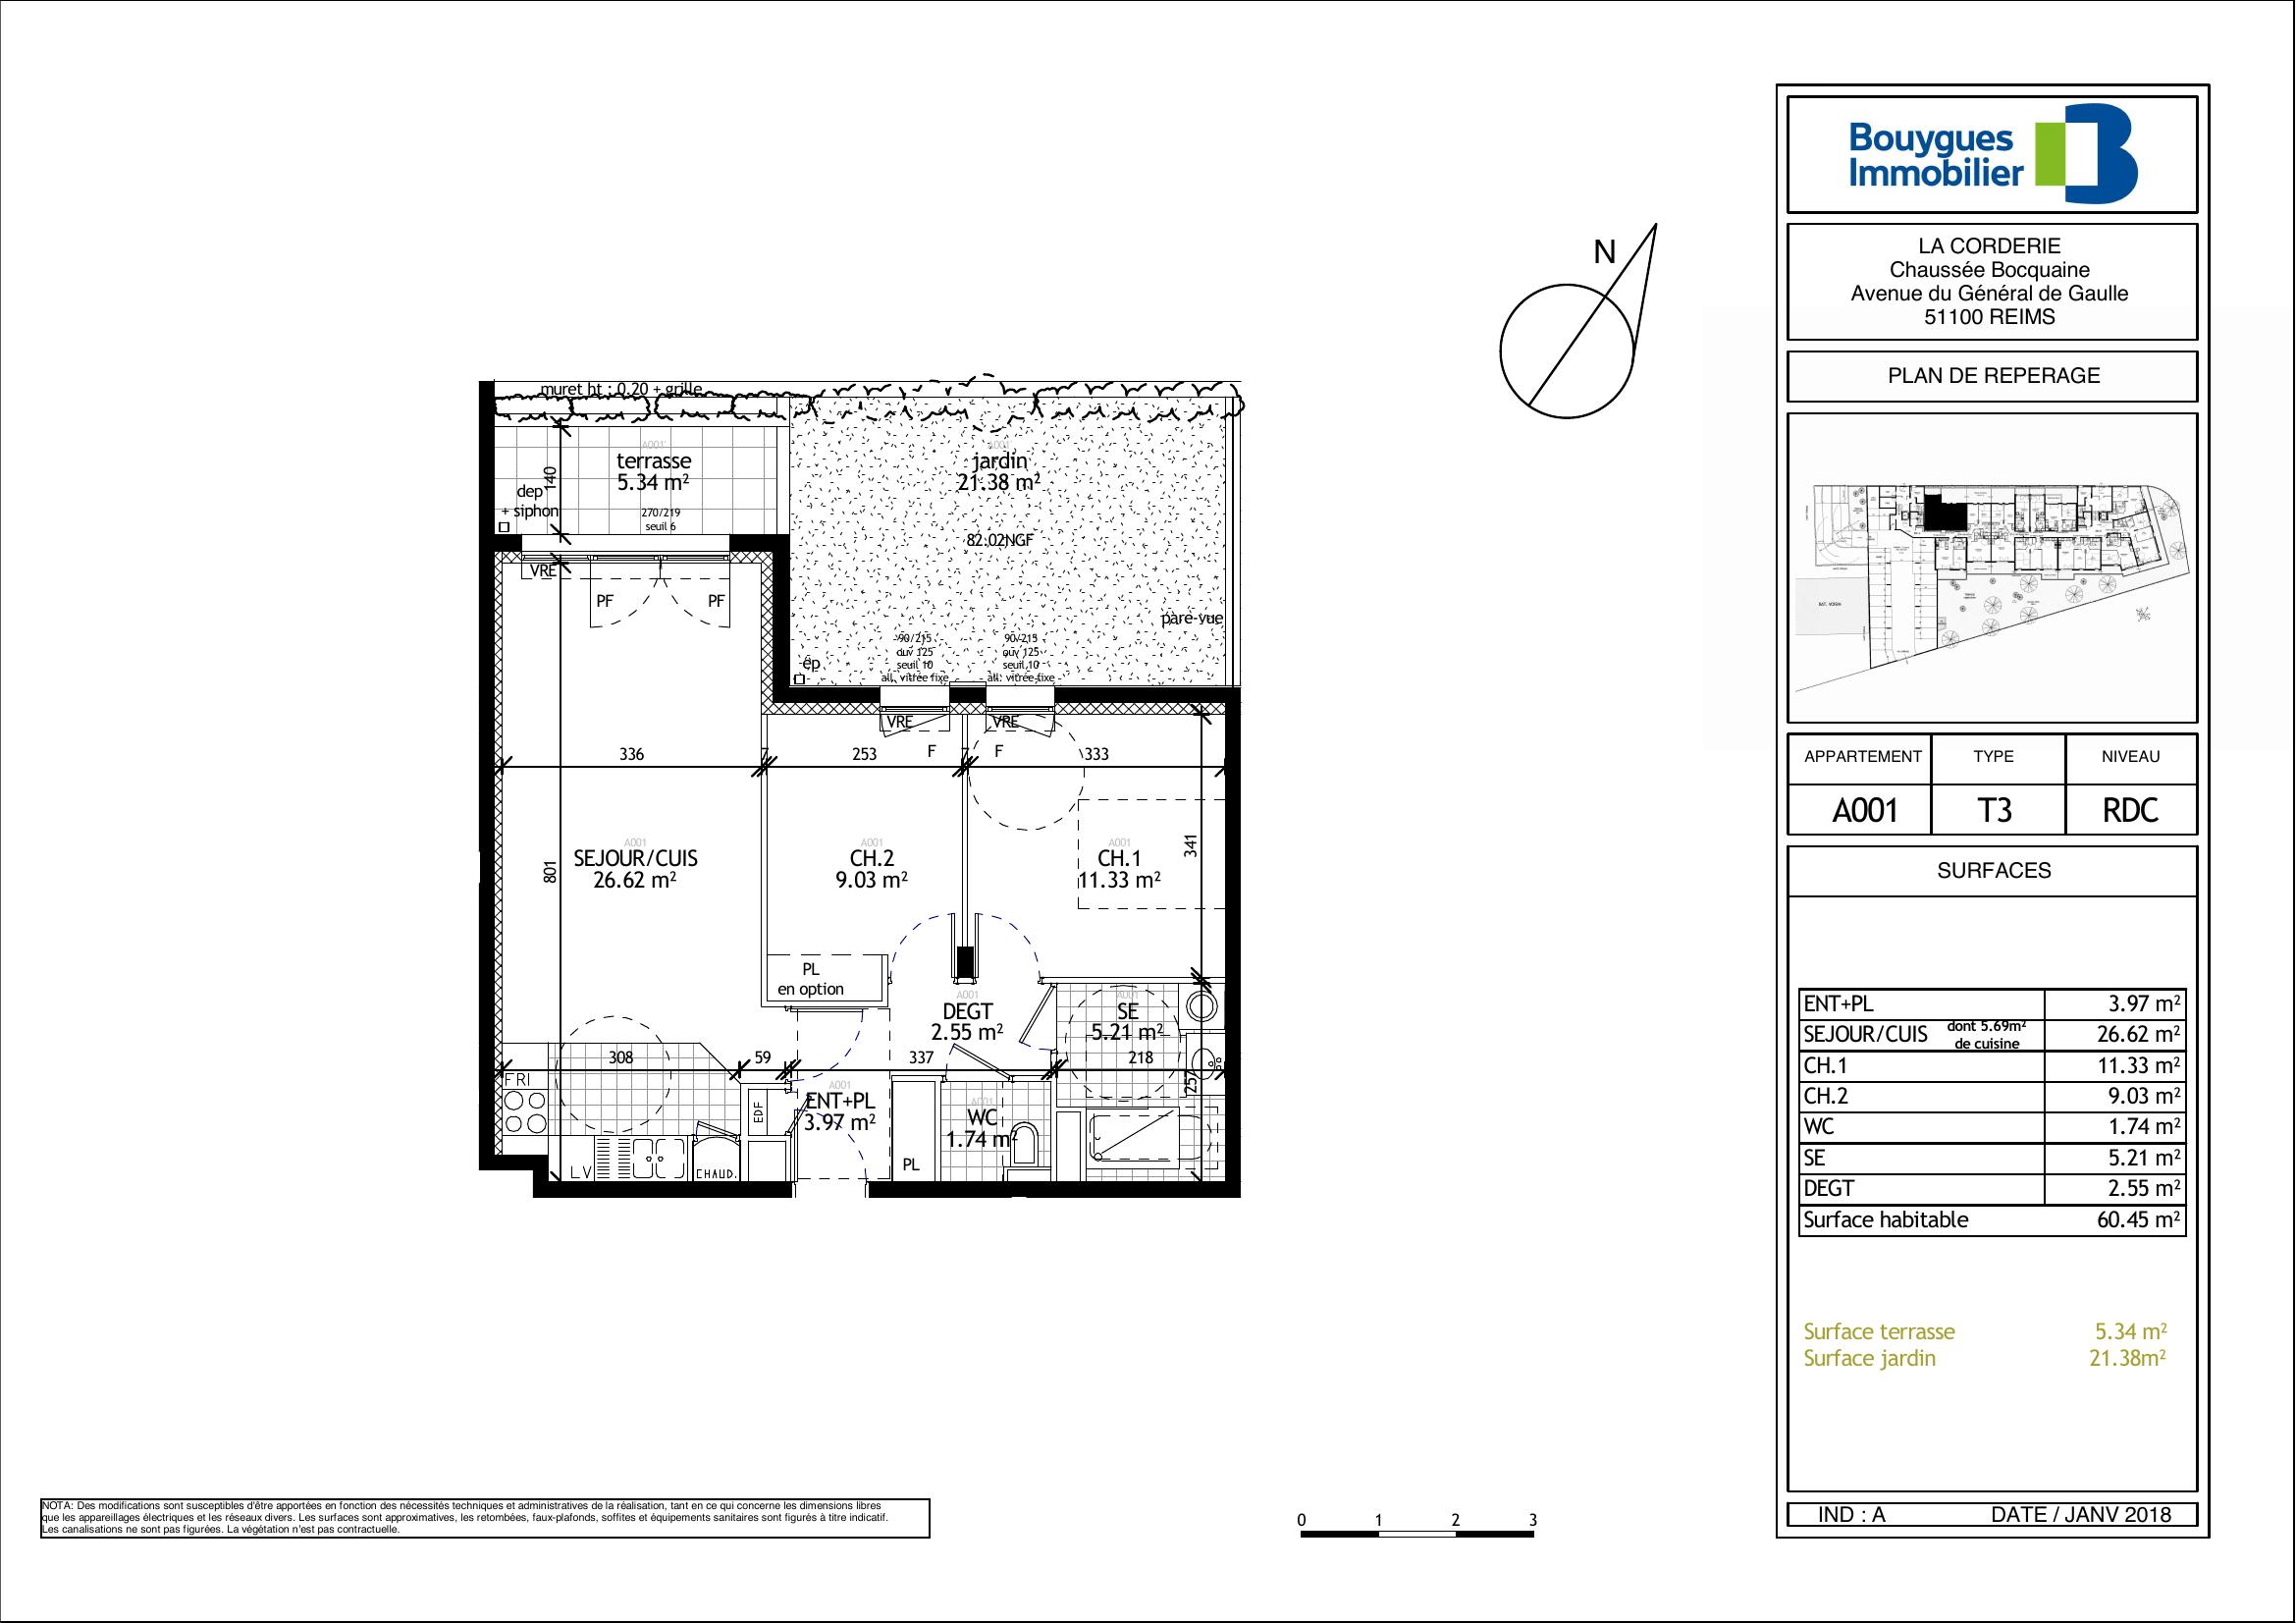 Bouygues
Immobilier
LA CORDERIE
Chaussée Bocquaine
Avenue du Général de Gaulle
51100 REIMS
PLAN DE REPERAGE
BAT. VOISIN
APPARTEMENT TYPE NIVEAU
A001 T3 RDC
SURFACES
ENT+PL 3.97 m²
SEJOUR/CUIS dont 5.69m² de cuisine 26.62 m²
CH.1 11.33 m²
CH.2 9.03 m²
WC 1.74 m²
SE 5.21 m²
DEGT 2.55 m²
Surface habitable 60.45 m²
Surface terrasse 5.34 m²
Surface jardin 21.38m²
IND : A DATE / JANV 2018
N
muret ht : 0.20 + grille
A001
terrasse
5.34 m²
140
dep
+ siphon
270/219
seuil 6
A001
jardin
21.38 m²
82.02NGF
pare-vue
VRE
PF PF
ep
90/215
ouv 125
seuil 10
all. vitrée fixe
90/215
ouv 125
seuil 10
all. vitrée fixe
VRE VRE
F F
336 7 253 7 333
801
341
A001
SEJOUR/CUIS
26.62 m²
A001
CH.2
9.03 m²
A001
CH.1
11.33 m²
PL
en option
A001
DEGT
2.55 m²
A001
SE
5.21 m²
308 59 337 218
257
FRI
EDF
A001
ENT+PL
3.97 m²
A001
WC
1.74 m²
LV
CHAUD.
PL
NOTA: Des modifications sont susceptibles d'être apportées en fonction des nécessités techniques et administratives de la réalisation, tant en ce qui concerne les dimensions libres
que les appareillages électriques et les réseaux divers. Les surfaces sont approximatives, les retombées, faux-plafonds, soffites et équipements sanitaires sont figurés à titre indicatif.
Les canalisations ne sont pas figurées. La végétation n'est pas contractuelle.
0 1 2 3